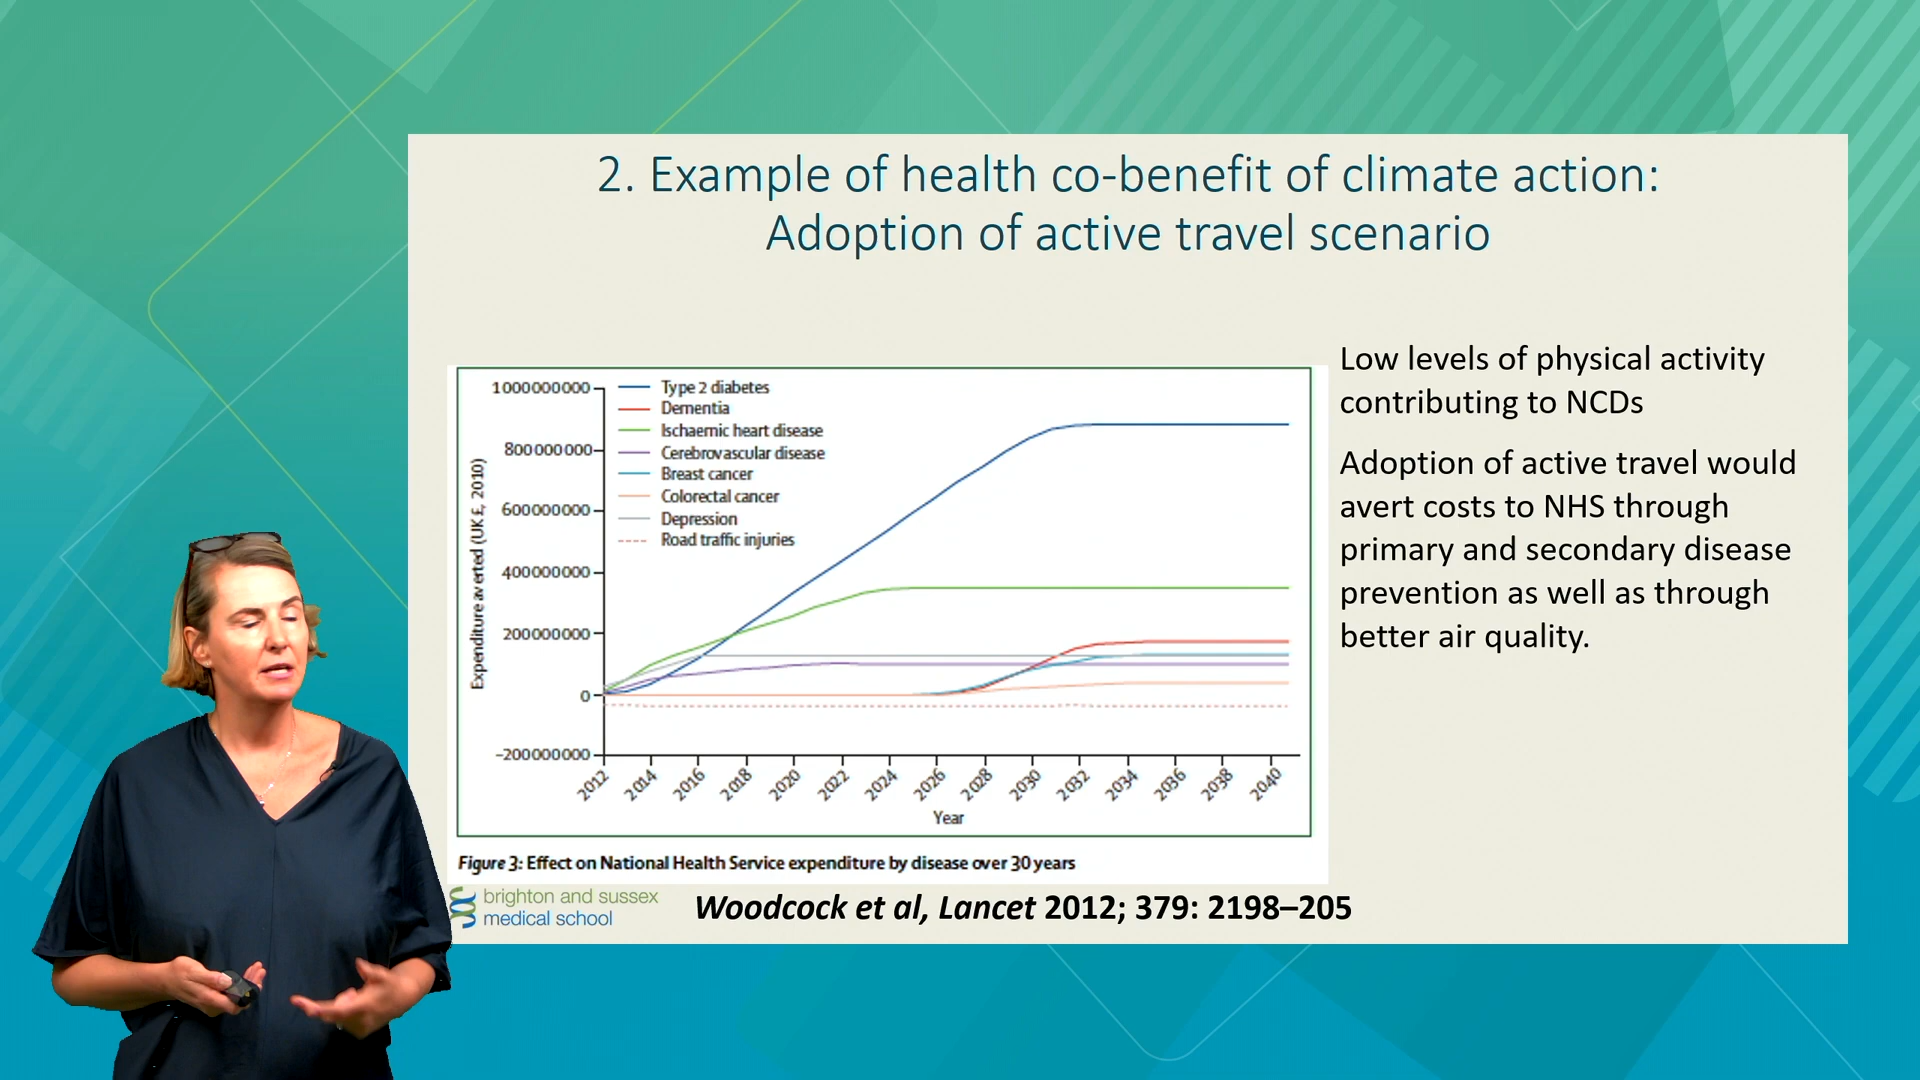 2. Example of health co-benefit of climate action:
Adoption of active travel scenario
Low levels of physical activity
contributing to NCDs
Adoption of active travel would
avert costs to NHS through
primary and secondary disease
prevention as well as through
better air quality.
Expenditure averted (UK £, 2010)
1000000000
800000000
600000000
400000000
200000000
0
-200000000
Type 2 diabetes
Dementia
Ischaemic heart disease
Cerebrovascular disease
Breast cancer
Colorectal cancer
Depression
Road traffic injuries
2012 2014 2016 2018 2020 2022 2024 2026 2028 2030 2032 2034 2036 2038 2040
Year
Figure 3: Effect on National Health Service expenditure by disease over 30 years
brighton and sussex
medical school
Woodcock et al, Lancet 2012; 379: 2198–205